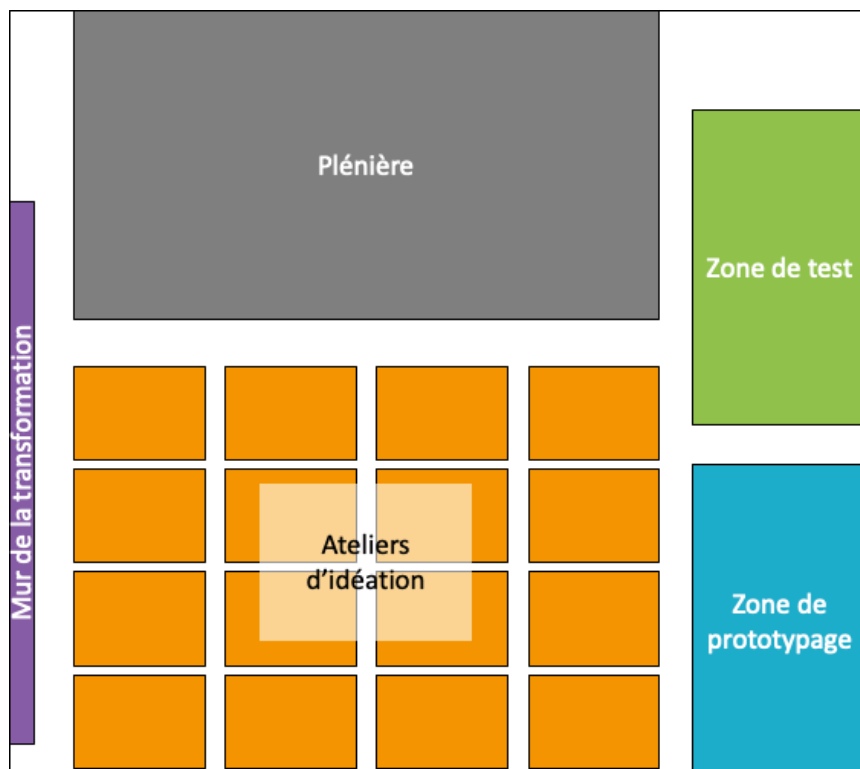 Plénière
Zone de test
Mur de la transformation
Ateliers
d’idéation
Zone de
prototypage